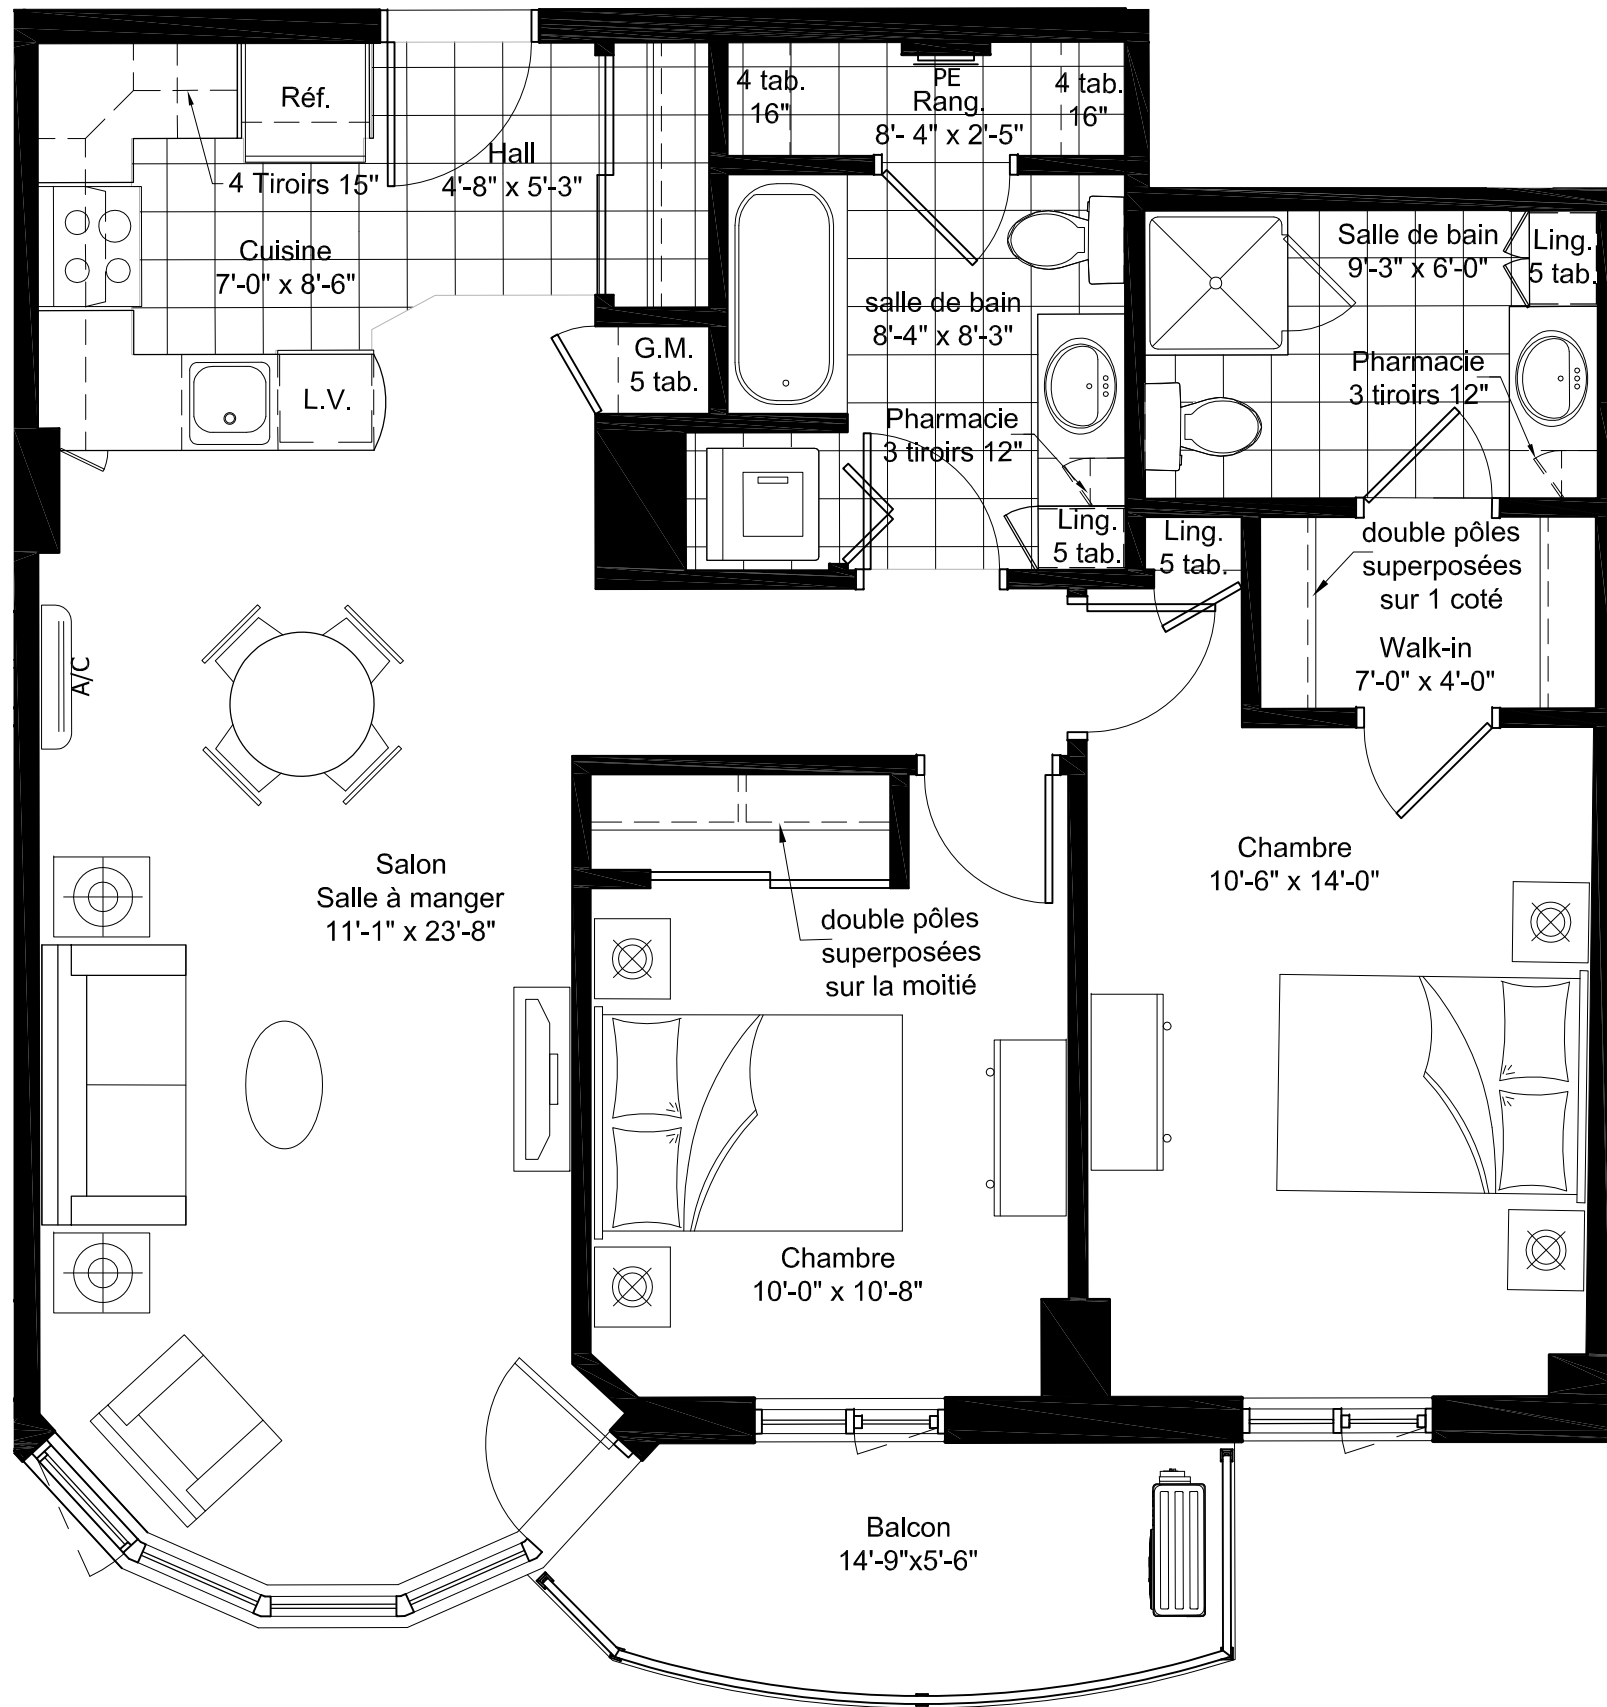 Réf.
4 Tiroirs 15"
Hall
4'-8" x 5'-3"
Cuisine
7'-0" x 8'-6"
L.V.
G.M.
5 tab.
4 tab.
16"
PE
Rang.
8'- 4" x 2'-5"
4 tab.
16"
salle de bain
8'-4" x 8'-3"
Pharmacie
3 tiroirs 12"
Ling.
5 tab.
Salle de bain
9'-3" x 6'-0"
Ling.
5 tab.
Pharmacie
3 tiroirs 12"
Ling.
5 tab.
double pôles
superposées
sur 1 coté
Walk-in
7'-0" x 4'-0"
A/C
Salon
Salle à manger
11'-1" x 23'-8"
double pôles
superposées
sur la moitié
Chambre
10'-6" x 14'-0"
Chambre
10'-0" x 10'-8"
Balcon
14'-9"x5'-6"